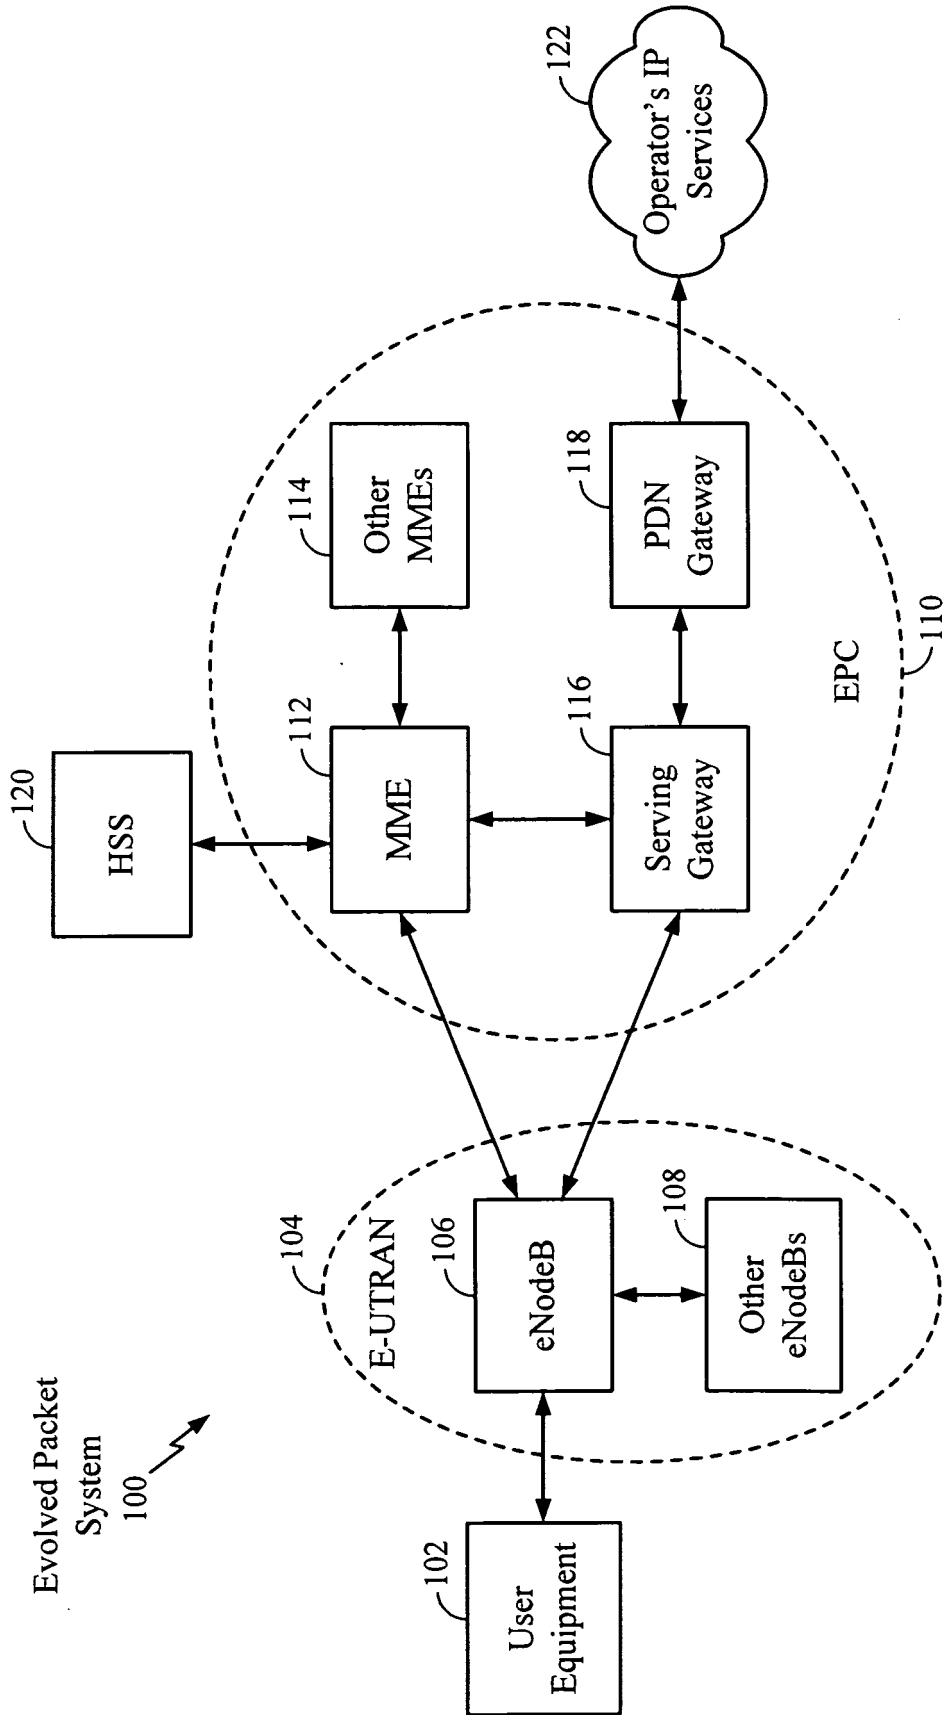 Evolved Packet
System
100
102
User
Equipment
104
E-UTRAN
106
eNodeB
108
Other
eNodeBs
120
HSS
112
MME
114
Other
MMEs
116
Serving
Gateway
118
PDN
Gateway
EPC
110
122
Operator's IP
Services